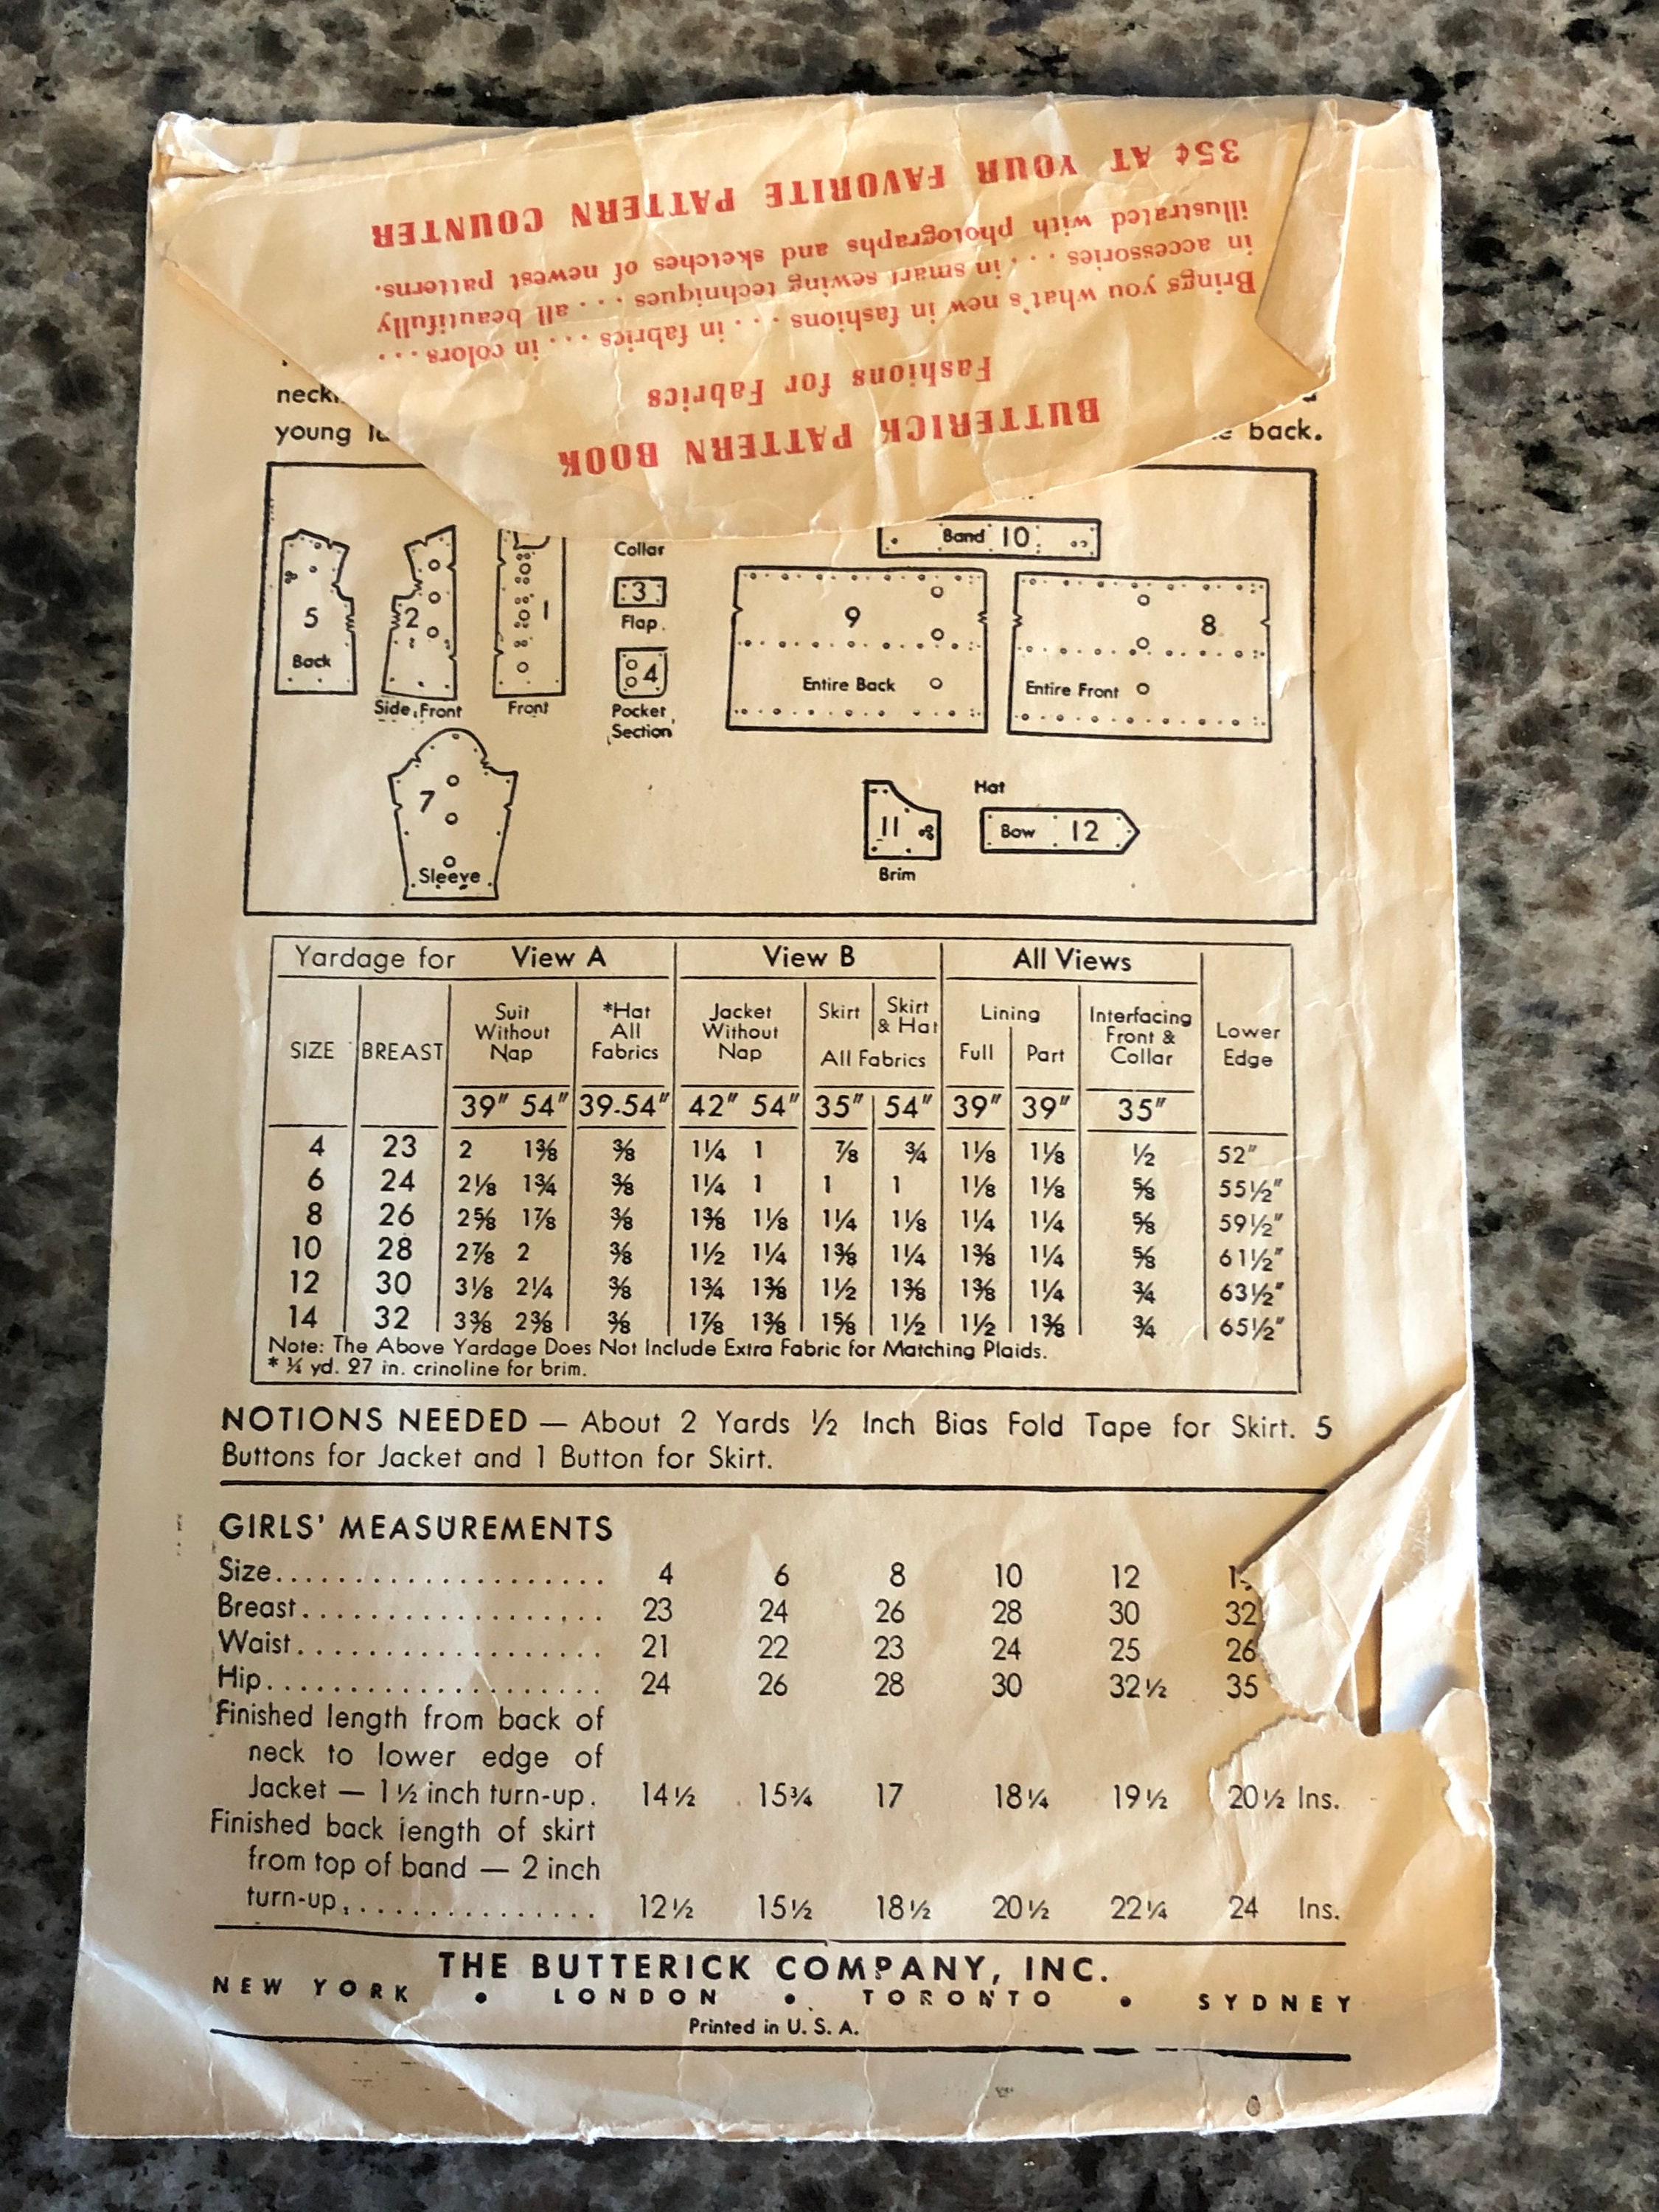 35¢ AT YOUR FAVORITE PATTERN COUNTER
illustrated with photographs and sketches of newest patterns.
in accessories . . . in smart sewing techniques . . . all beautifully
Brings you what's new in fashions . . . in fabrics . . . in colors . . .
Fashions for Fabrics
BUTTERICK PATTERN BOOK
young
back.
Band 10
Collar
3
Flap
5
Back
2
Side Front
1
Front
4
Pocket
Section
9
Entire Back
8
Entire Front
7
Sleeve
Hat
11
Brim
Bow 12
Yardage for View A View B All Views
SIZE BREAST Suit Without Nap *Hat All Fabrics Jacket Without Nap Skirt Skirt & Hat All Fabrics Lining Full Part Interfacing Front & Collar Lower Edge
39" 54" 39-54" 42" 54" 35" 54" 39" 39" 35"
4 23 2 1⅜ ⅜ 1¼ 1 ⅞ ¾ 1⅛ 1⅛ ½ 52"
6 24 2⅛ 1¾ ⅜ 1¼ 1 1 1 1⅛ 1⅛ ⅝ 55½"
8 26 2⅝ 1⅞ ⅜ 1⅜ 1⅛ 1¼ 1⅛ 1¼ 1¼ ⅝ 59½"
10 28 2⅞ 2 ⅜ 1½ 1¼ 1⅜ 1¼ 1⅜ 1¼ ⅝ 61½"
12 30 3⅛ 2¼ ⅜ 1¾ 1⅜ 1½ 1⅜ 1⅜ 1¼ ¾ 63½"
14 32 3⅜ 2⅜ ⅜ 1⅞ 1⅜ 1⅝ 1½ 1½ 1⅜ ¾ 65½"
Note: The Above Yardage Does Not Include Extra Fabric for Matching Plaids.
* ¼ yd. 27 in. crinoline for brim.
NOTIONS NEEDED — About 2 Yards ½ Inch Bias Fold Tape for Skirt. 5
Buttons for Jacket and 1 Button for Skirt.
GIRLS' MEASUREMENTS
Size.................... 4 6 8 10 12
Breast.................. 23 24 26 28 30 32
Waist................... 21 22 23 24 25 26
Hip..................... 24 26 28 30 32½ 35
Finished length from back of
neck to lower edge of
Jacket — 1½ inch turn-up. 14½ 15¾ 17 18¼ 19½ 20½ Ins.
Finished back length of skirt
from top of band — 2 inch
turn-up................ 12½ 15½ 18½ 20½ 22¼ 24 Ins.
THE BUTTERICK COMPANY, INC.
NEW YORK • LONDON • TORONTO • SYDNEY
Printed in U. S. A.